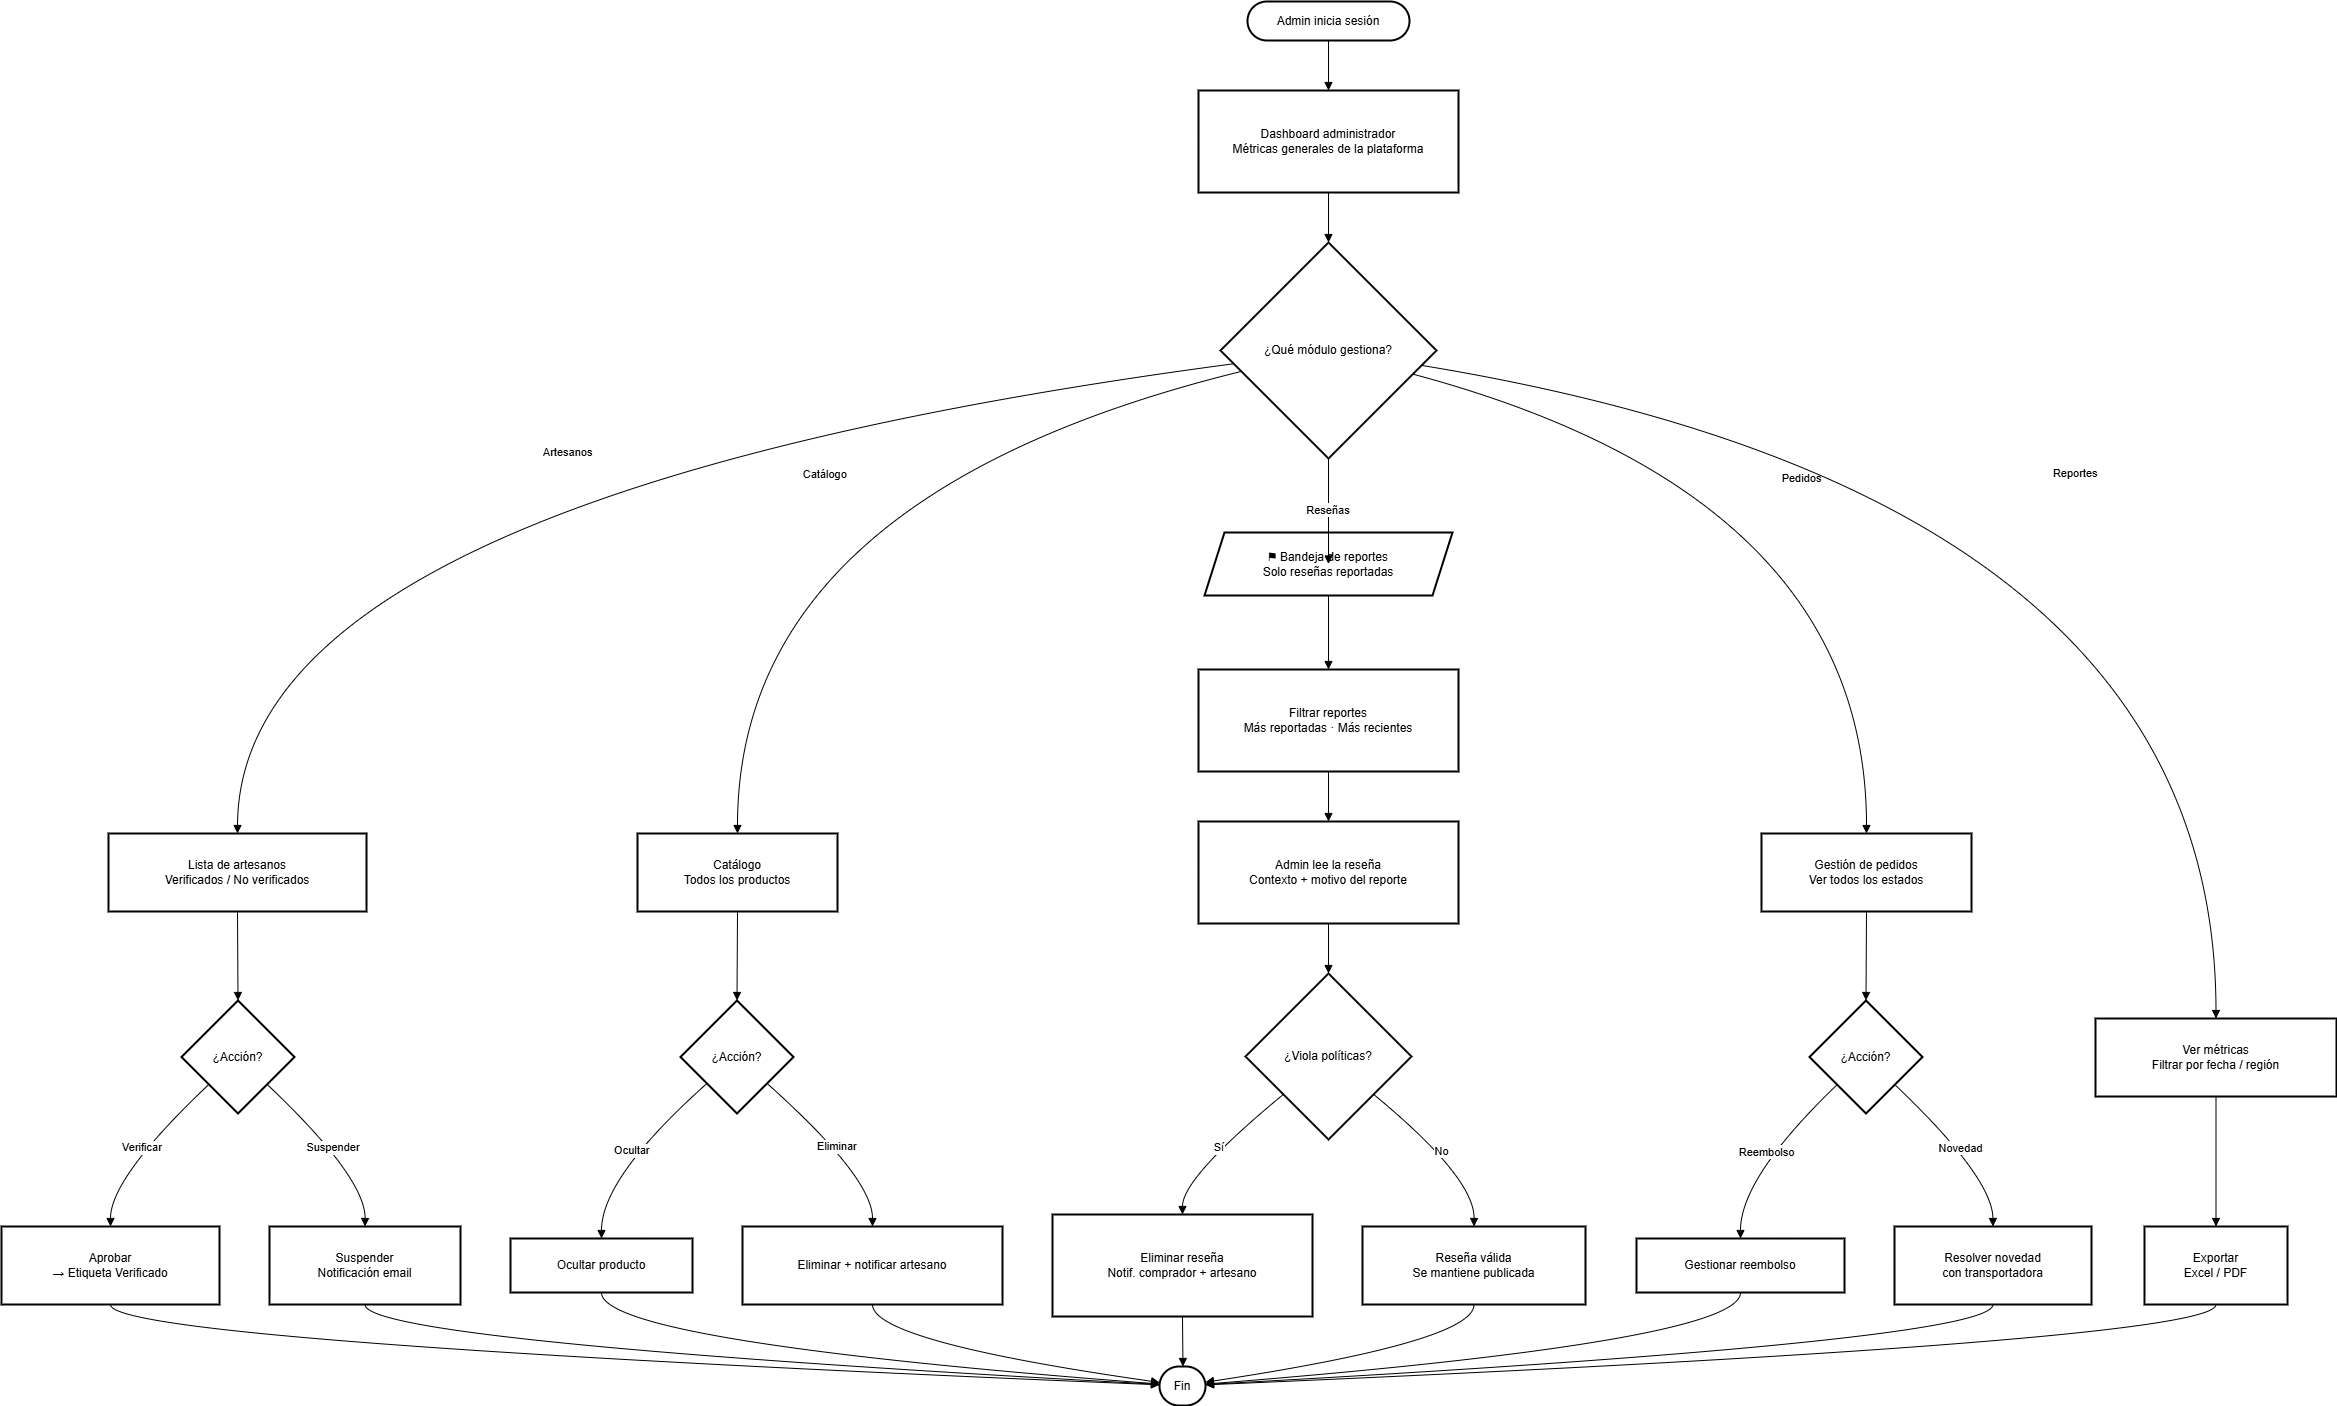 Admin inicia sesión
Dashboard administrador
Métricas generales de la plataforma
¿Qué módulo gestiona?
Artesanos
Catálogo
Reseñas
Pedidos
Reportes
⚑ Bandeja de reportes
Solo reseñas reportadas
Filtrar reportes
Más reportadas · Más recientes
Lista de artesanos
Verificados / No verificados
Catálogo
Todos los productos
Admin lee la reseña
Contexto + motivo del reporte
Gestión de pedidos
Ver todos los estados
¿Acción?
¿Acción?
¿Viola políticas?
¿Acción?
Ver métricas
Filtrar por fecha / región
Verificar
Suspender
Ocultar
Eliminar
Sí
No
Reembolso
Novedad
Aprobar
→ Etiqueta Verificado
Suspender
Notificación email
Ocultar producto
Eliminar + notificar artesano
Eliminar reseña
Notif. comprador + artesano
Reseña válida
Se mantiene publicada
Gestionar reembolso
Resolver novedad
con transportadora
Exportar
Excel / PDF
Fin